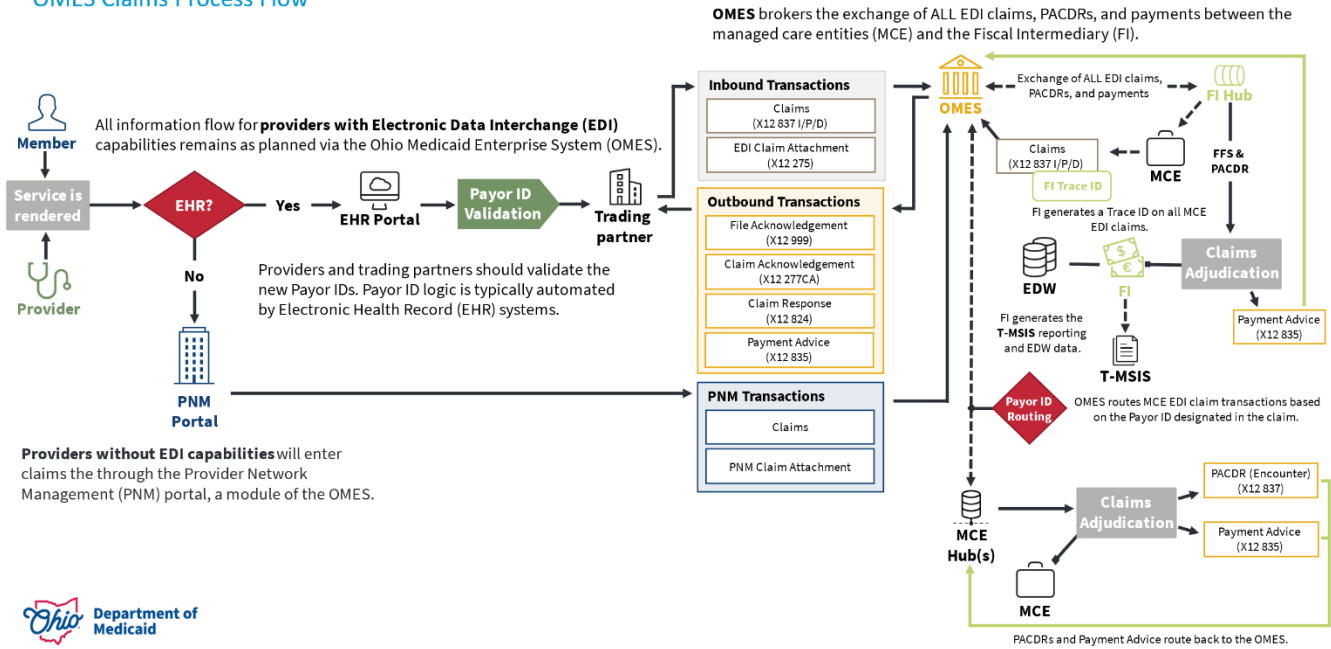 OMES Claims Process Flow
OMES brokers the exchange of ALL EDI claims, PACDRs, and payments between the
managed care entities (MCE) and the Fiscal Intermediary (FI).
Member
All information flow for providers with Electronic Data Interchange (EDI)
capabilities remains as planned via the Ohio Medicaid Enterprise System (OMES).
Service is
rendered
Provider
EHR?
Yes
No
EHR Portal
Payor ID
Validation
Trading
partner
Providers and trading partners should validate the
new Payor IDs. Payor ID logic is typically automated
by Electronic Health Record (EHR) systems.
PNM
Portal
Providers without EDI capabilities will enter
claims the through the Provider Network
Management (PNM) portal, a module of the OMES.
Inbound Transactions
Claims
(X12 837 I/P/D)
EDI Claim Attachment
(X12 275)
Outbound Transactions
File Acknowledgement
(X12 999)
Claim Acknowledgement
(X12 277CA)
Claim Response
(X12 824)
Payment Advice
(X12 835)
PNM Transactions
Claims
PNM Claim Attachment
OMES
Exchange of ALL EDI claims,
PACDRs, and payments
FI Hub
Claims
(X12 837 I/P/D)
FI Trace ID
MCE
FFS &
PACDR
FI generates a Trace ID on all MCE
EDI claims.
EDW
FI
Claims
Adjudication
Payment Advice
(X12 835)
FI generates the
T-MSIS reporting
and EDW data.
T-MSIS
Payor ID
Routing
OMES routes MCE EDI claim transactions based
on the Payor ID designated in the claim.
MCE
Hub(s)
Claims
Adjudication
PACDR (Encounter)
(X12 837)
Payment Advice
(X12 835)
MCE
PACDRs and Payment Advice route back to the OMES.
Ohio
Department of
Medicaid